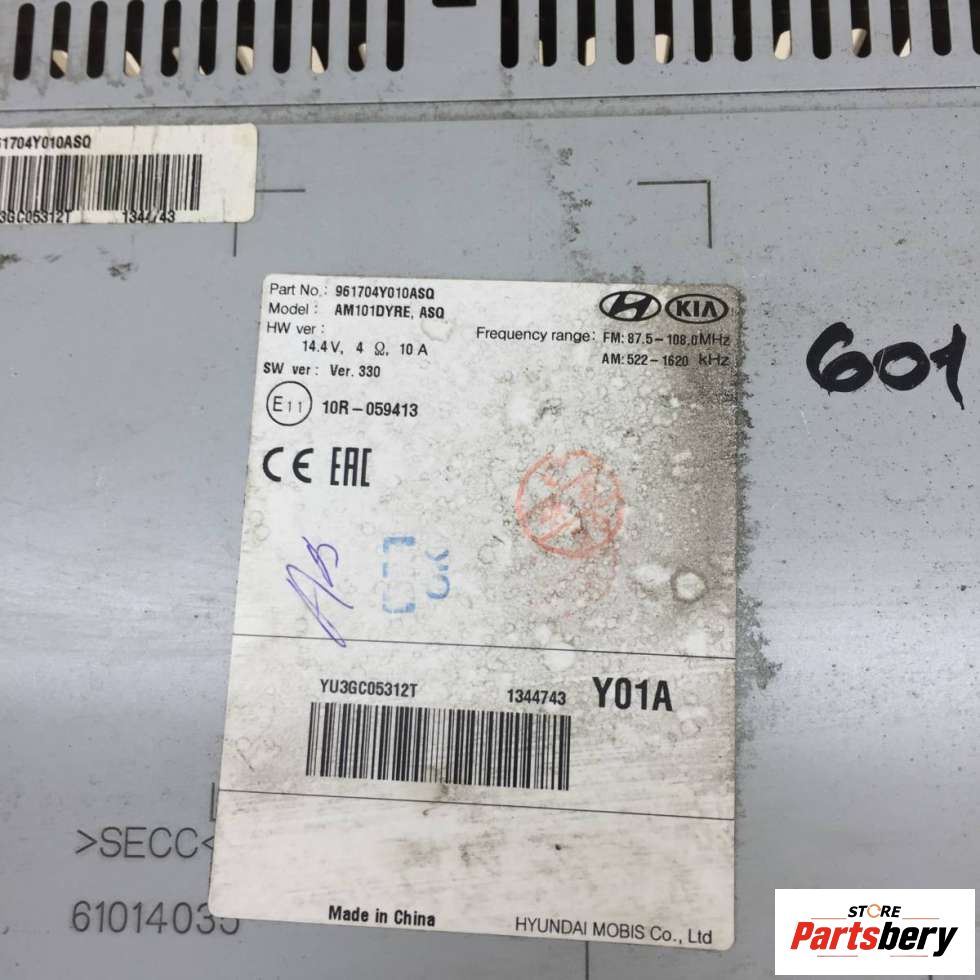 61704Y010ASQ
3GC05312T 1344743
Part No.: 961704Y010ASQ
Model : AM101DYRE, ASQ
HW ver :
14.4V, 4 Ω, 10 A
SW ver : Ver. 330
KIA
Frequency range: FM: 87.5-108.0MHz
AM: 522-1620 kHz
601
E11 10R-059413
CE EAC
YU3GC05312T 1344743 Y01A
>SECC<
61014035
Made in China HYUNDAI MOBIS Co., Ltd
STORE
Partsbery